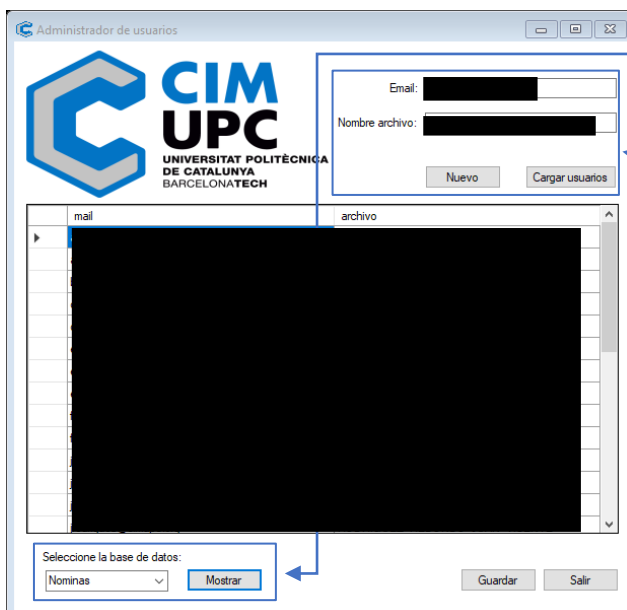 Administrador de usuarios
CIM
UPC
UNIVERSITAT POLITÈCNICA
DE CATALUNYA
BARCELONATECH
Email:
Nombre archivo:
Nuevo
Cargar usuarios
mail
archivo
Seleccione la base de datos:
Nominas
Mostrar
Guardar
Salir